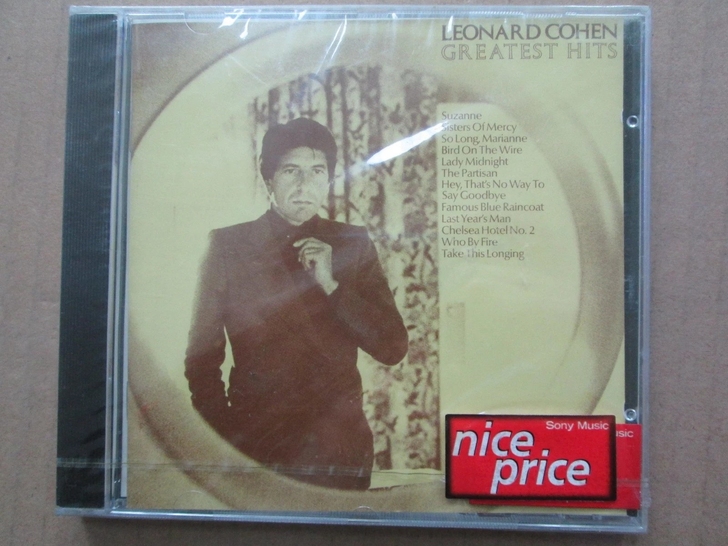 LEONARD COHEN
GREATEST HITS
Suzanne
Sisters Of Mercy
So Long, Marianne
Bird On The Wire
Lady Midnight
The Partisan
Hey, That's No Way To
Say Goodbye
Famous Blue Raincoat
Last Year's Man
Chelsea Hotel No. 2
Who By Fire
Take This Longing
Sony Music
nice
price
usic